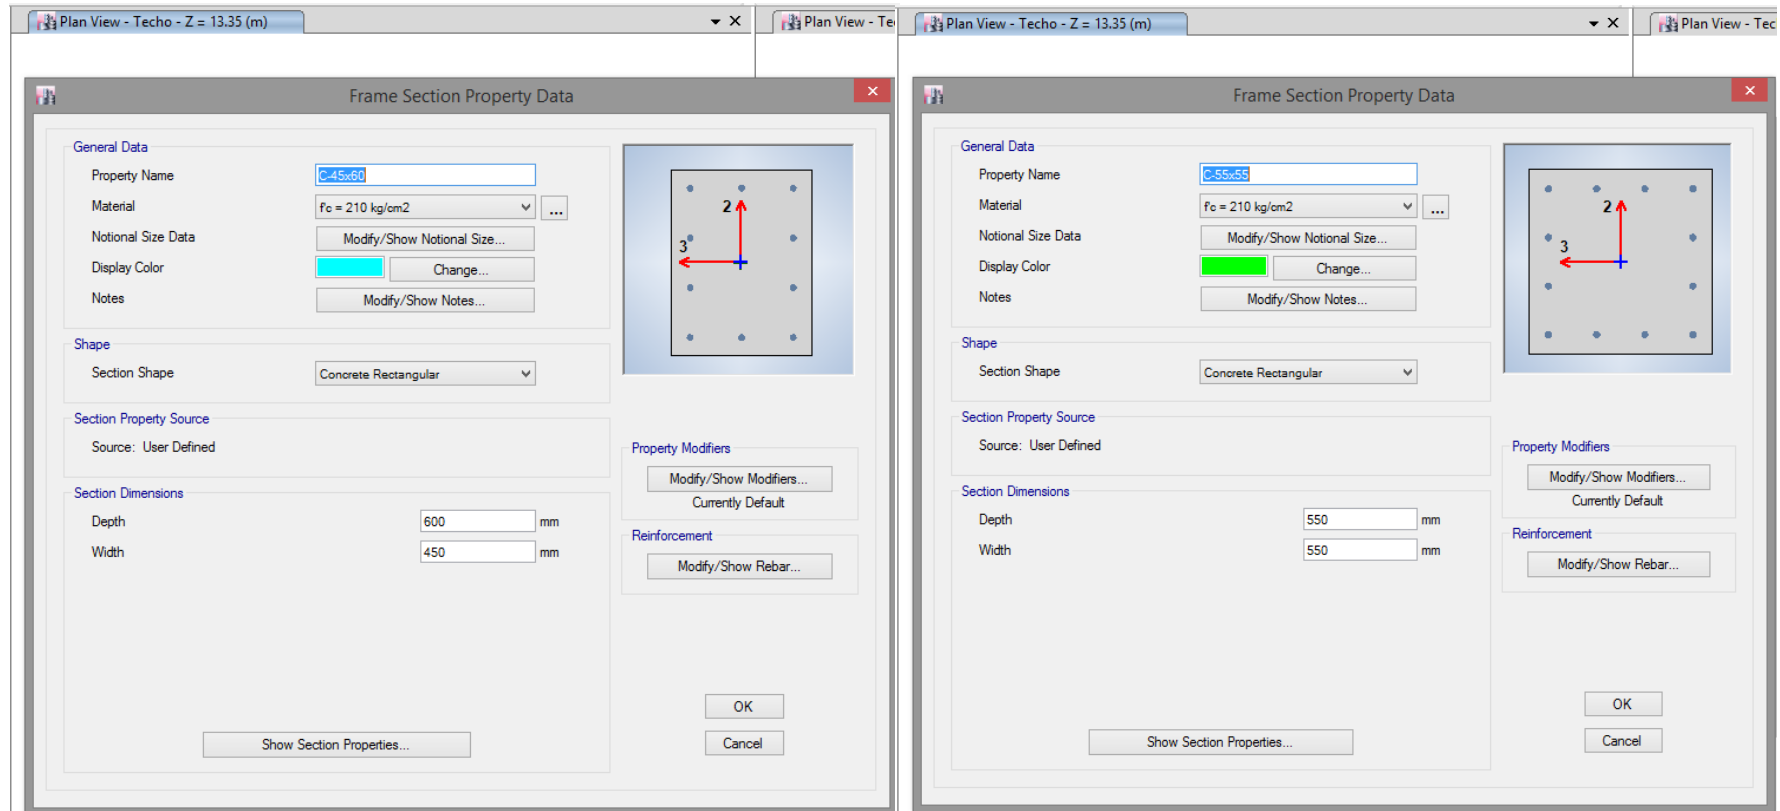 Plan View - Techo - Z = 13.35 (m)
Plan View - Te
Frame Section Property Data
General Data
Property Name
C-45x60
Material
f'c = 210 kg/cm2
...
Notional Size Data
Modify/Show Notional Size...
Display Color
Change...
Notes
Modify/Show Notes...
2
3
Shape
Section Shape
Concrete Rectangular
Section Property Source
Source: User Defined
Property Modifiers
Modify/Show Modifiers...
Currently Default
Section Dimensions
Depth
600
mm
Width
450
mm
Reinforcement
Modify/Show Rebar...
OK
Show Section Properties...
Cancel
Plan View - Techo - Z = 13.35 (m)
Plan View - Tec
Frame Section Property Data
General Data
Property Name
C-55x55
Material
f'c = 210 kg/cm2
...
Notional Size Data
Modify/Show Notional Size...
Display Color
Change...
Notes
Modify/Show Notes...
2
3
Shape
Section Shape
Concrete Rectangular
Section Property Source
Source: User Defined
Property Modifiers
Modify/Show Modifiers...
Currently Default
Section Dimensions
Depth
550
mm
Width
550
mm
Reinforcement
Modify/Show Rebar...
OK
Show Section Properties...
Cancel